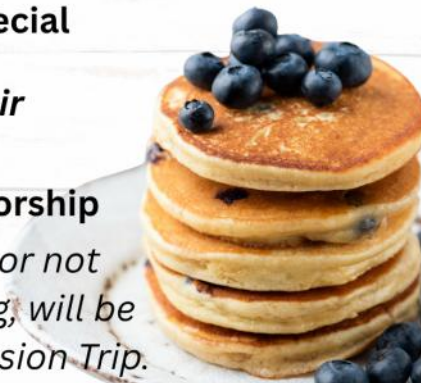 ecial
ir
orship
or not
g, will be
sion Trip.